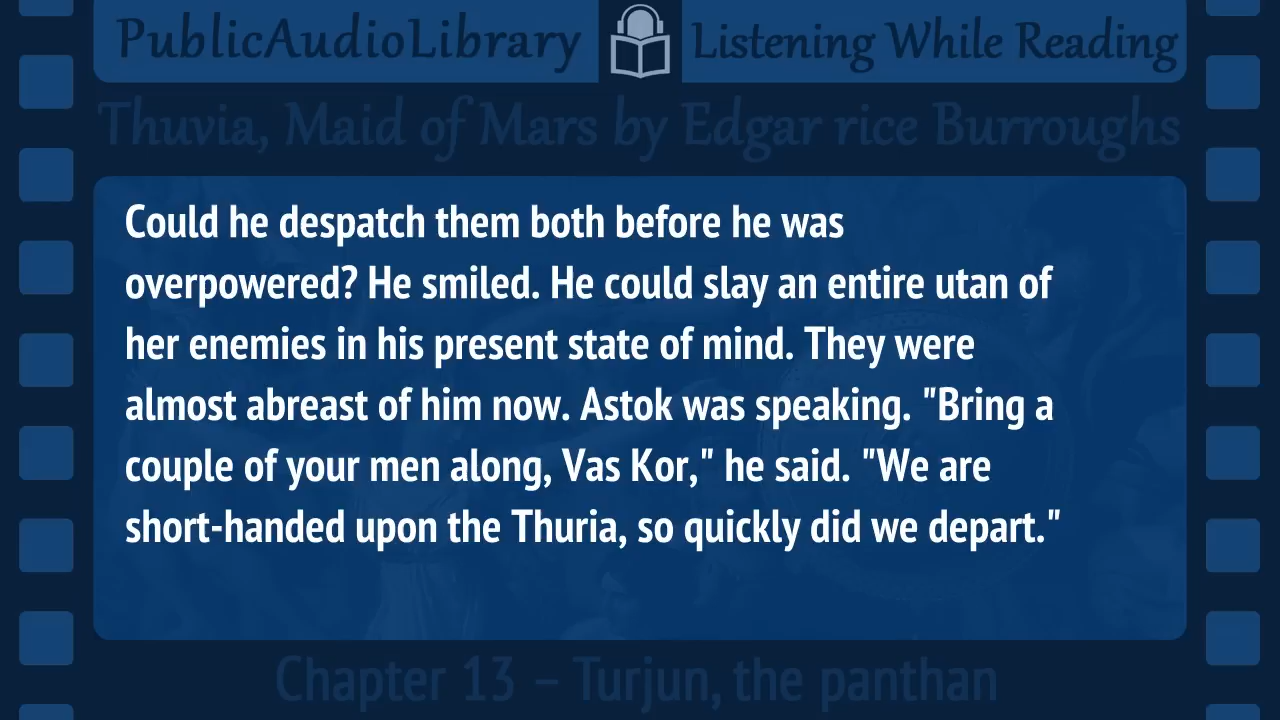 PublicAudioLibrary
Listening While Reading
Thuvia, Maid of Mars by Edgar rice Burroughs
Could he despatch them both before he was
overpowered? He smiled. He could slay an entire utan of
her enemies in his present state of mind. They were
almost abreast of him now. Astok was speaking. "Bring a
couple of your men along, Vas Kor," he said. "We are
short-handed upon the Thuria, so quickly did we depart."
Chapter 13 – Turjun, the panthan